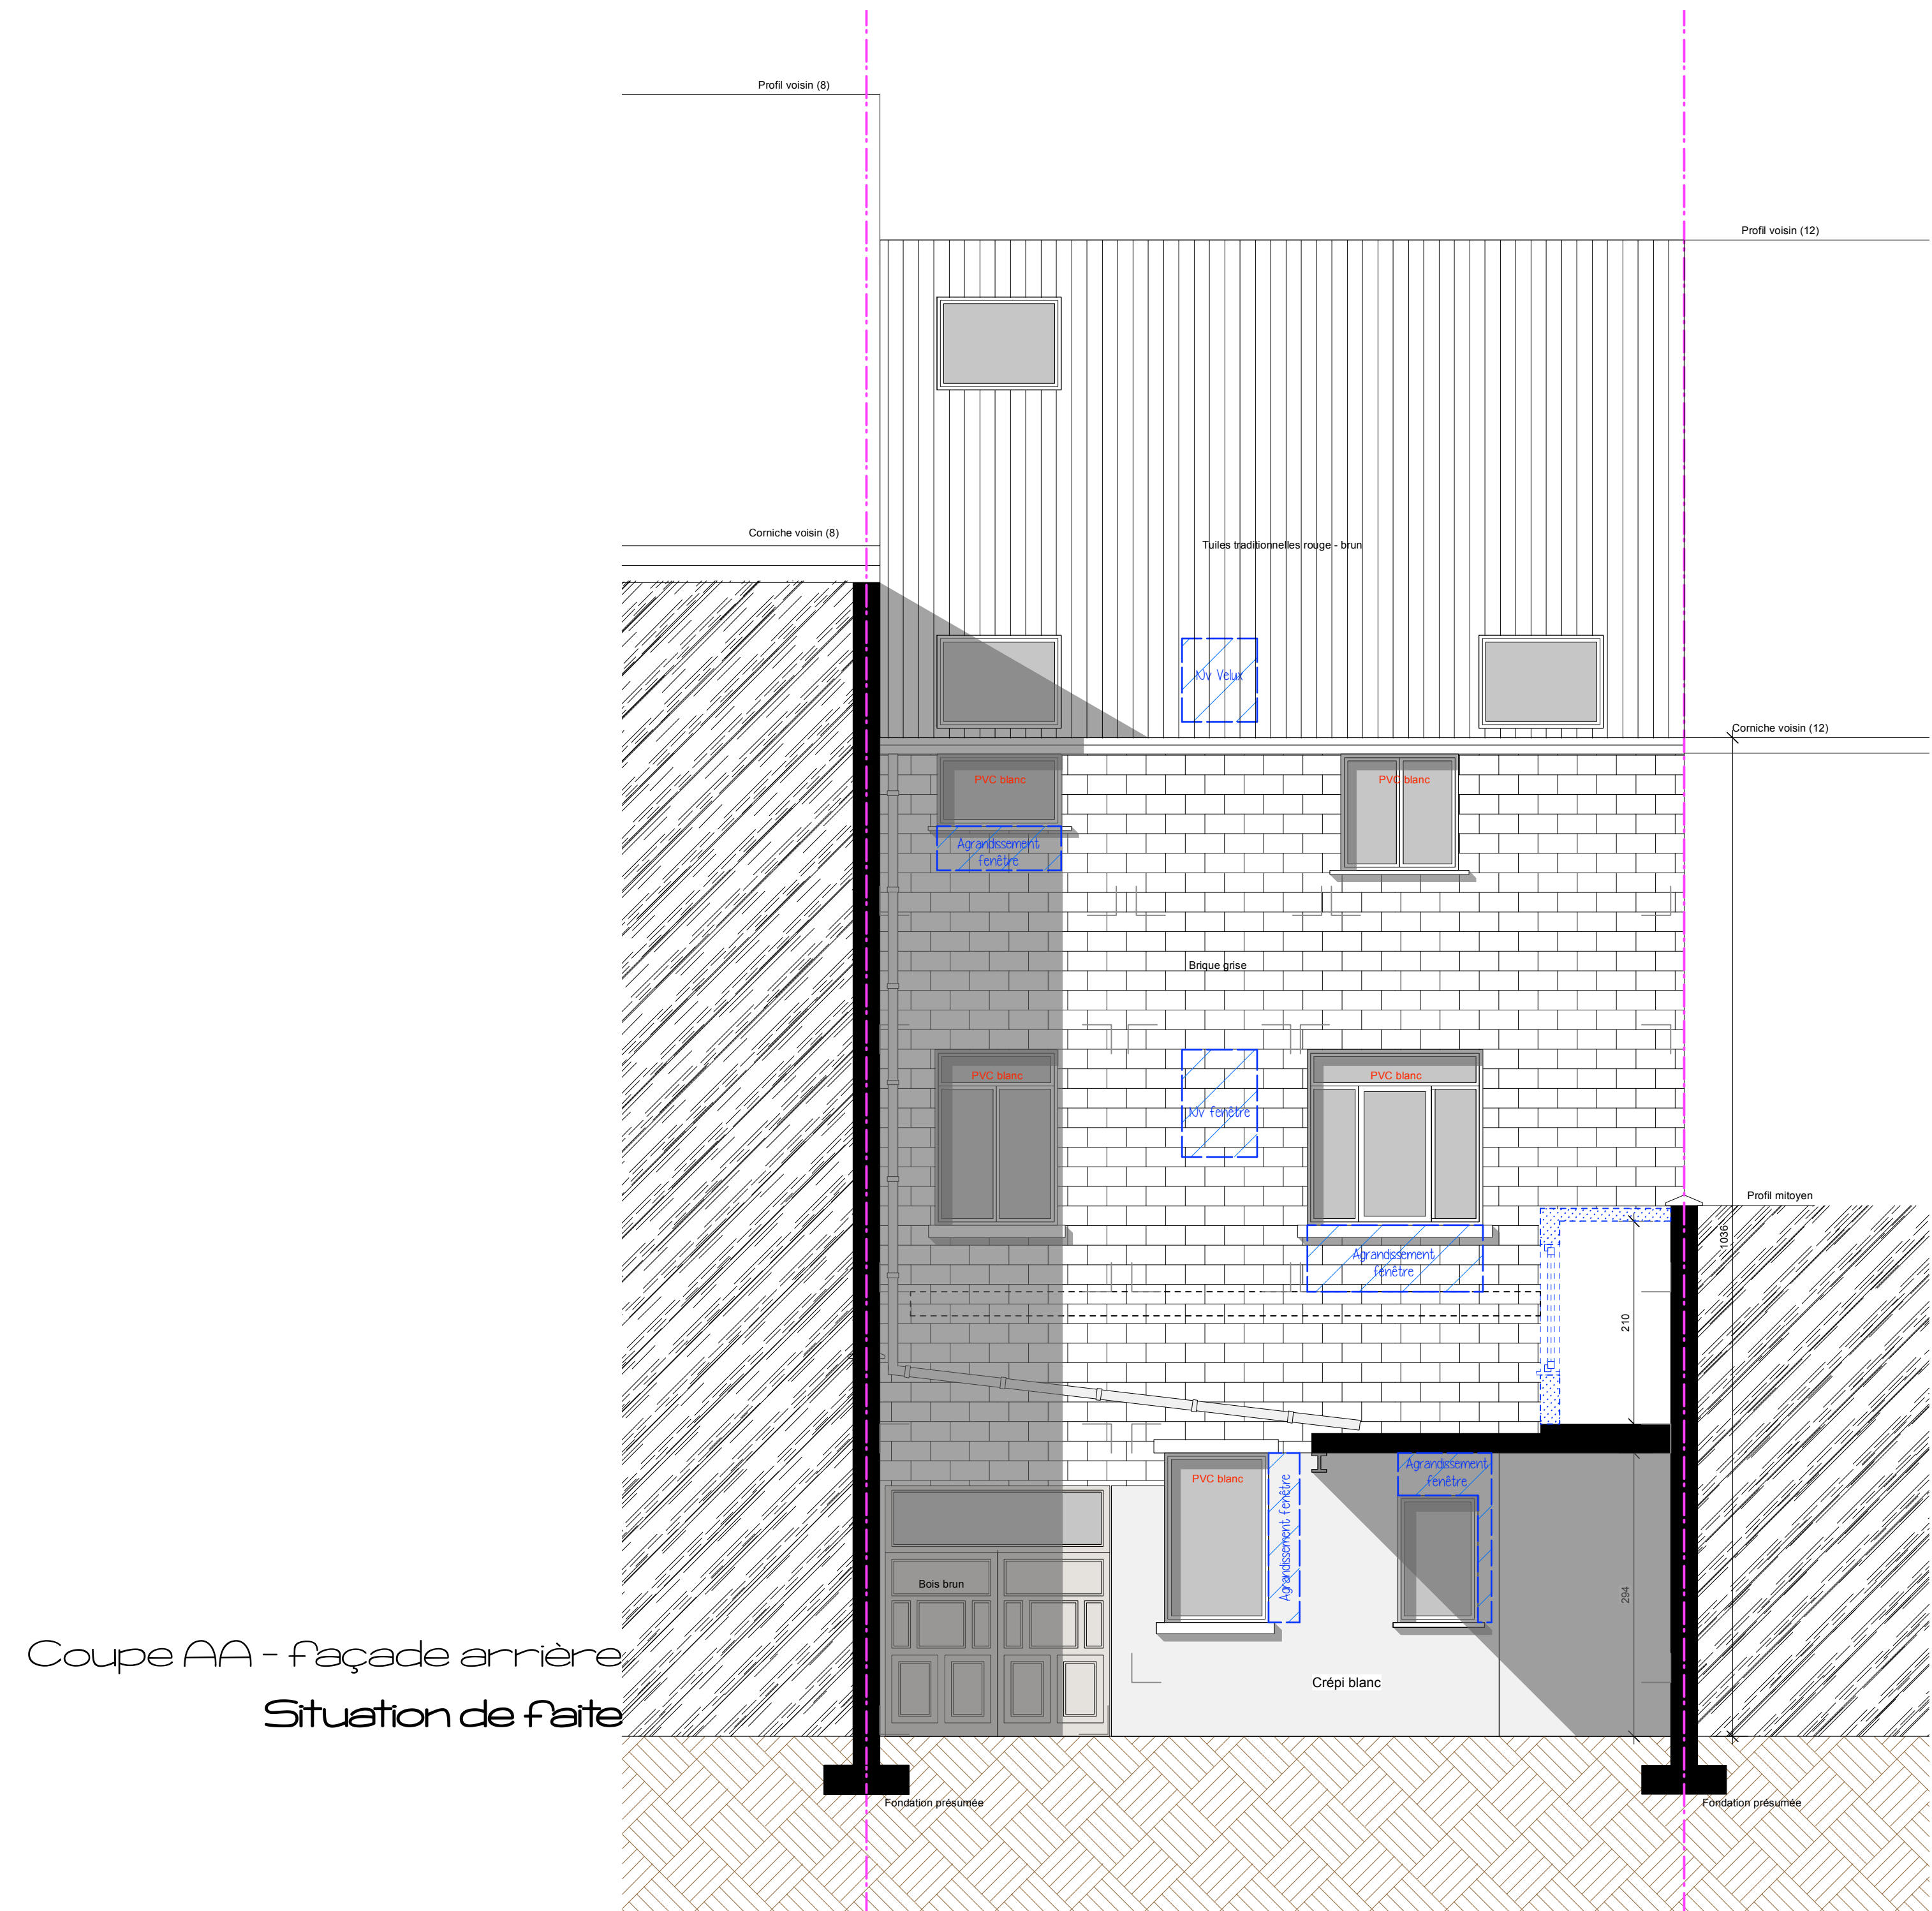 Profil voisin (8)
Profil voisin (12)
Corniche voisin (8)
Tuiles traditionnelles rouge - brun
Nv Velux
Corniche voisin (12)
PVC blanc
PVC blanc
Agrandissement
fenêtre
Brique grise
PVC blanc
PVC blanc
Nv fenêtre
Profil mitoyen
1036
Agrandissement
fenêtre
210
Agrandissement
fenêtre
PVC blanc
Agrandissement fenêtre
Bois brun
294
Coupe AA - façade arrière
Crépi blanc
Situation de faite
Fondation présumée
Fondation présumée